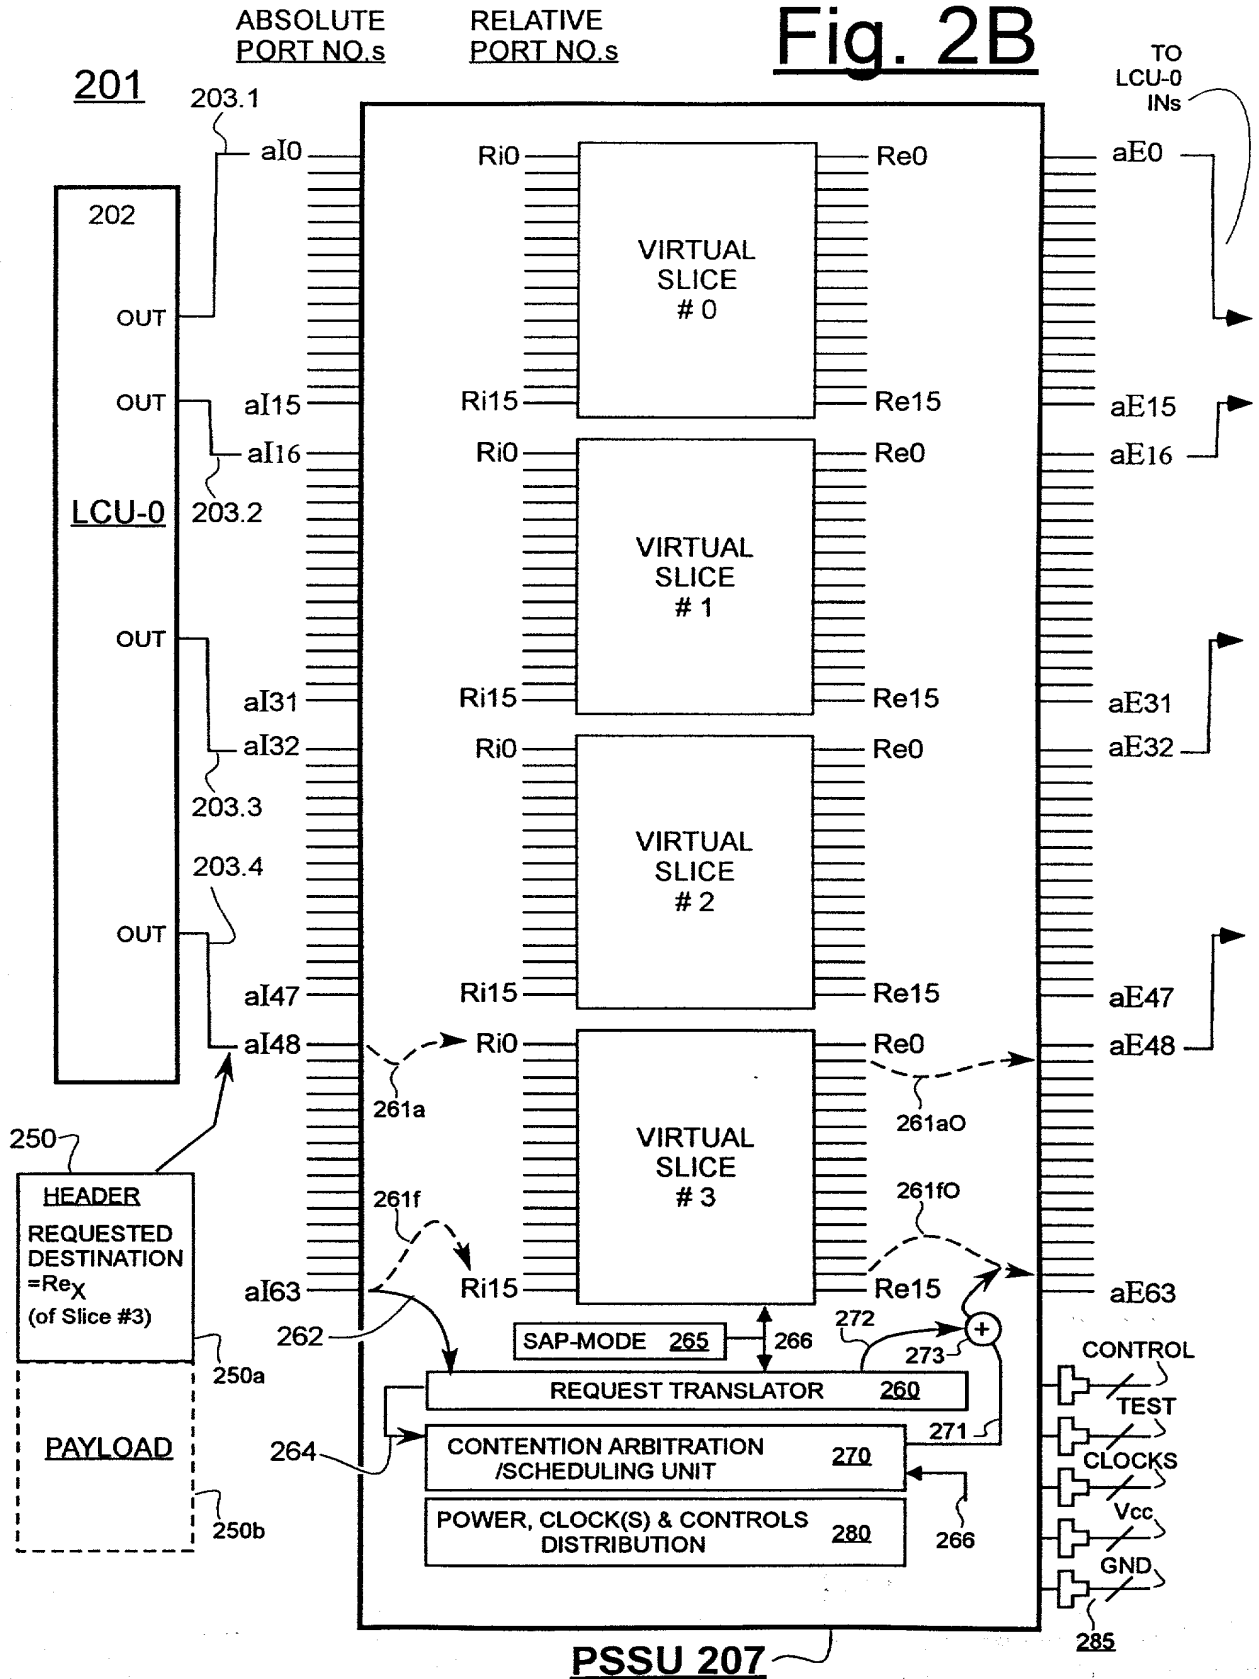 ABSOLUTE
PORT NO.s
RELATIVE
PORT NO.s
Fig. 2B
TO
LCU-0
INs
201
203.1
aI0
Ri0
Re0
aE0
202
VIRTUAL
SLICE
# 0
OUT
OUT
aI15
Ri15
Re15
aE15
aI16
Ri0
Re0
aE16
LCU-0
203.2
VIRTUAL
SLICE
# 1
OUT
aI31
Ri15
Re15
aE31
aI32
Ri0
Re0
aE32
203.3
VIRTUAL
SLICE
# 2
203.4
OUT
aI47
Ri15
Re15
aE47
aI48
Ri0
Re0
aE48
261a
261aO
250
VIRTUAL
SLICE
# 3
HEADER
REQUESTED
DESTINATION
=ReX
(of Slice #3)
261f
261fO
aI63
Ri15
Re15
aE63
262
SAP-MODE 265
266
272
273
+
250a
REQUEST TRANSLATOR 260
CONTROL
TEST
PAYLOAD
264
CONTENTION ARBITRATION
/SCHEDULING UNIT 270
271
CLOCKS
250b
POWER, CLOCK(S) & CONTROLS
DISTRIBUTION 280
266
Vcc
GND
285
PSSU 207